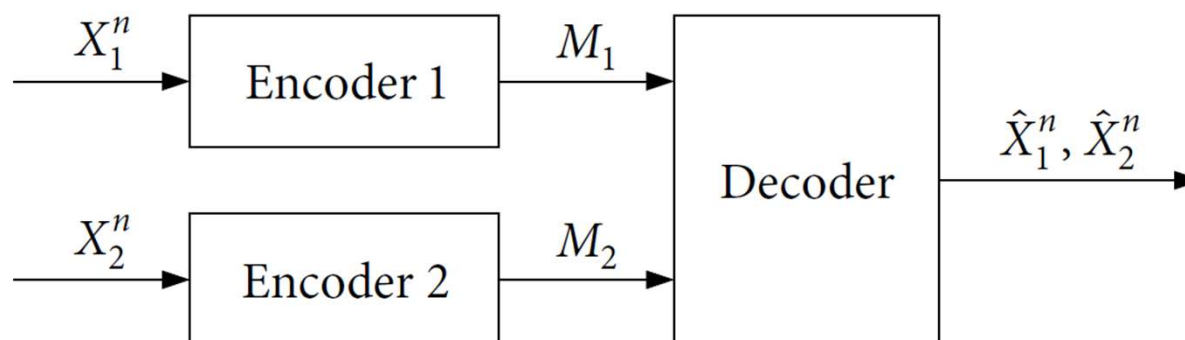 X₁ⁿ
Encoder 1
M₁
X₂ⁿ
Encoder 2
M₂
Decoder
X̂₁ⁿ, X̂₂ⁿ